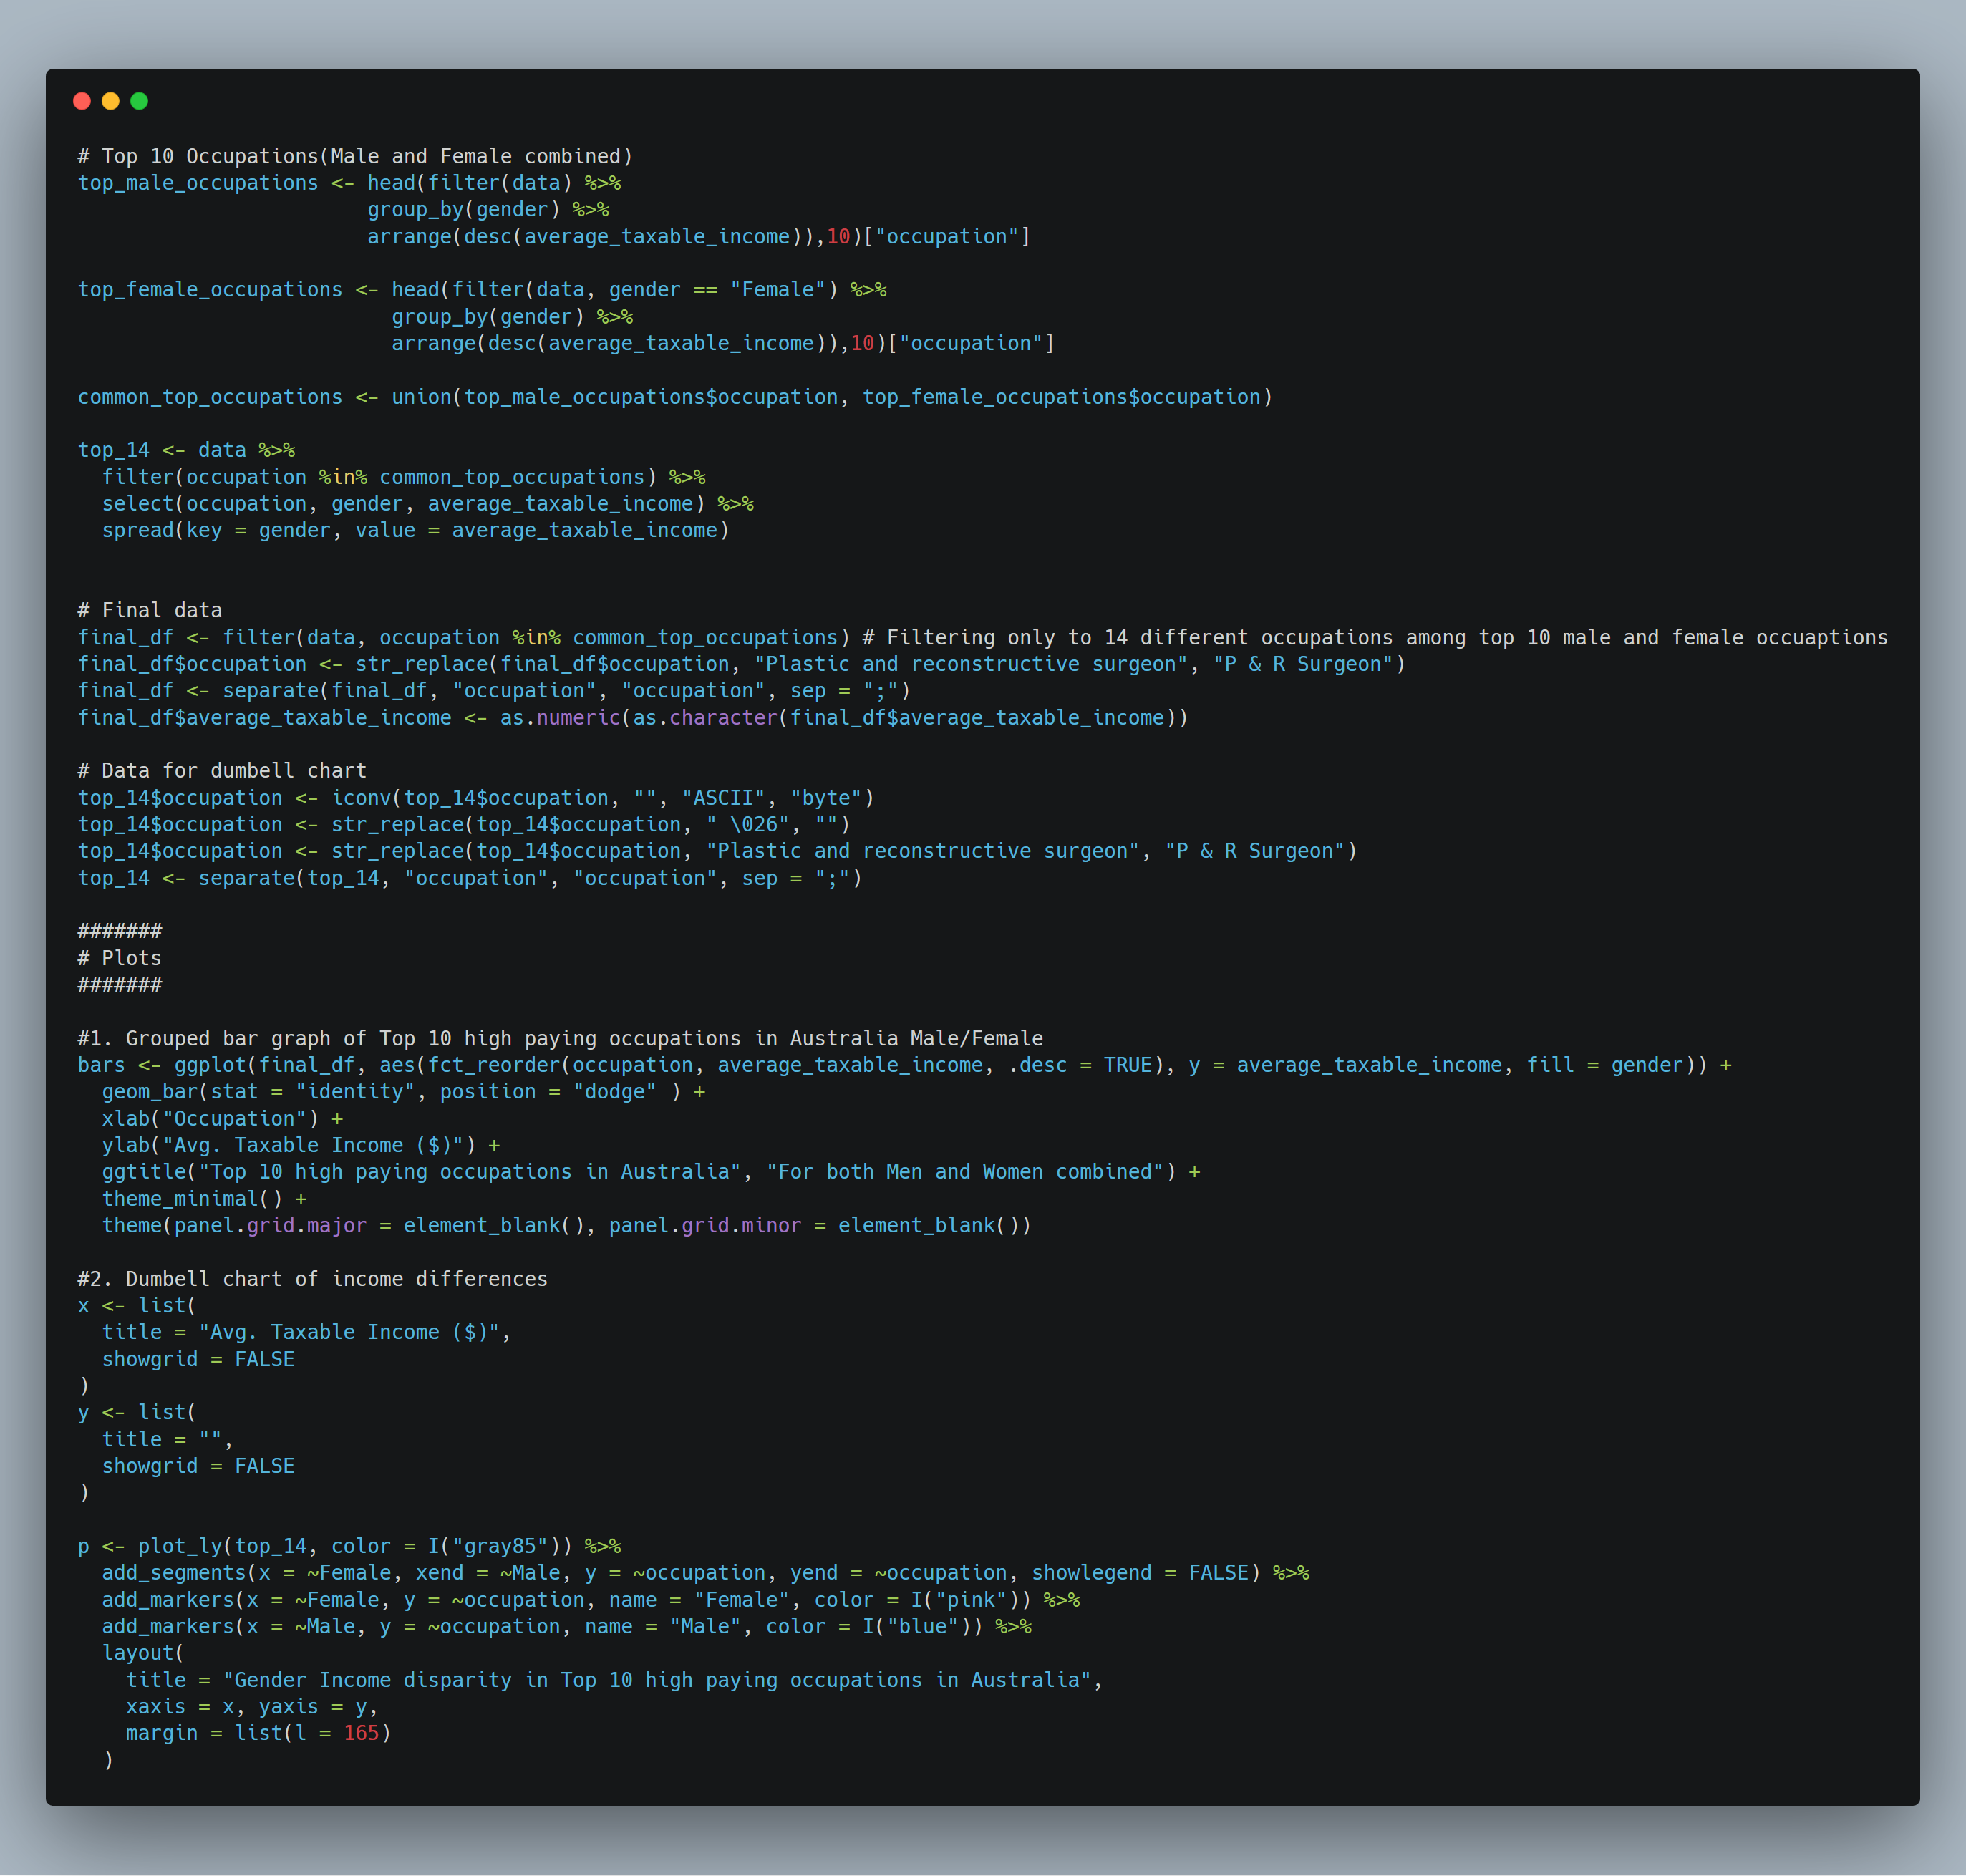 # Top 10 Occupations(Male and Female combined)
top_male_occupations <- head(filter(data) %>%
                        group_by(gender) %>%
                        arrange(desc(average_taxable_income)),10)["occupation"]

top_female_occupations <- head(filter(data, gender == "Female") %>%
                          group_by(gender) %>%
                          arrange(desc(average_taxable_income)),10)["occupation"]

common_top_occupations <- union(top_male_occupations$occupation, top_female_occupations$occupation)

top_14 <- data %>%
  filter(occupation %in% common_top_occupations) %>%
  select(occupation, gender, average_taxable_income) %>%
  spread(key = gender, value = average_taxable_income)


# Final data
final_df <- filter(data, occupation %in% common_top_occupations) # Filtering only to 14 different occupations among top 10 male and female occuaptions
final_df$occupation <- str_replace(final_df$occupation, "Plastic and reconstructive surgeon", "P & R Surgeon")
final_df <- separate(final_df, "occupation", "occupation", sep = ";")
final_df$average_taxable_income <- as.numeric(as.character(final_df$average_taxable_income))

# Data for dumbell chart
top_14$occupation <- iconv(top_14$occupation, "", "ASCII", "byte")
top_14$occupation <- str_replace(top_14$occupation, " \026", "")
top_14$occupation <- str_replace(top_14$occupation, "Plastic and reconstructive surgeon", "P & R Surgeon")
top_14 <- separate(top_14, "occupation", "occupation", sep = ";")

#######
# Plots
#######

#1. Grouped bar graph of Top 10 high paying occupations in Australia Male/Female
bars <- ggplot(final_df, aes(fct_reorder(occupation, average_taxable_income, .desc = TRUE), y = average_taxable_income, fill = gender)) +
  geom_bar(stat = "identity", position = "dodge" ) +
  xlab("Occupation") +
  ylab("Avg. Taxable Income ($)") +
  ggtitle("Top 10 high paying occupations in Australia", "For both Men and Women combined") +
  theme_minimal() +
  theme(panel.grid.major = element_blank(), panel.grid.minor = element_blank())

#2. Dumbell chart of income differences
x <- list(
  title = "Avg. Taxable Income ($)",
  showgrid = FALSE
)
y <- list(
  title = "",
  showgrid = FALSE
)

p <- plot_ly(top_14, color = I("gray85")) %>%
  add_segments(x = ~Female, xend = ~Male, y = ~occupation, yend = ~occupation, showlegend = FALSE) %>%
  add_markers(x = ~Female, y = ~occupation, name = "Female", color = I("pink")) %>%
  add_markers(x = ~Male, y = ~occupation, name = "Male", color = I("blue")) %>%
  layout(
    title = "Gender Income disparity in Top 10 high paying occupations in Australia",
    xaxis = x, yaxis = y,
    margin = list(l = 165)
  )